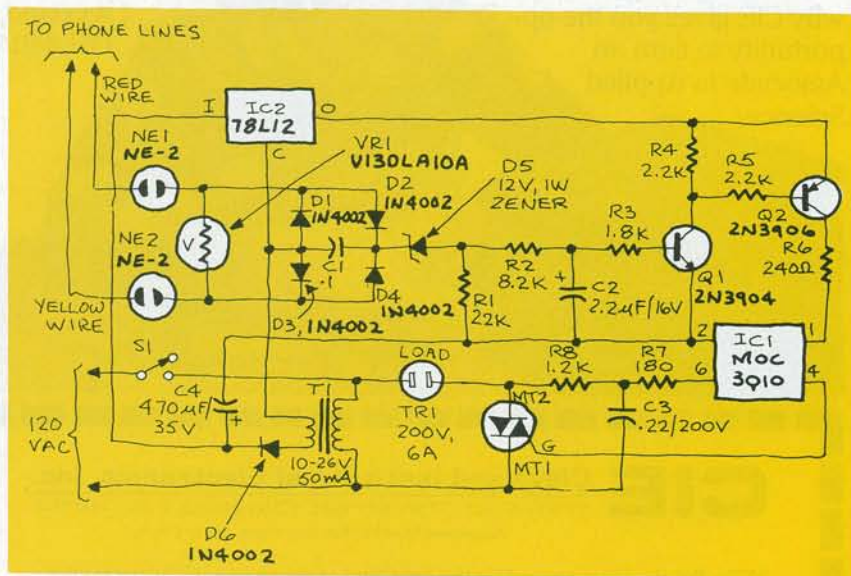 TO PHONE LINES
RED
WIRE
I
IC2
78L12
O
C
NE1
NE-2
VR1
V130LA10A
V
NE2
NE-2
YELLOW
WIRE
D1
1N4002
D2
1N4002
C1
.1
D3, 1N4002
D4
1N4002
D5
12V, 1W
ZENER
R1
22K
R2
8.2K
C2
2.2µF/16V
R3
1.8K
R4
2.2K
R5
2.2K
Q2
2N3906
R6
240Ω
Q1
2N3904
2
IC1
MOC
3010
1
6
4
S1
120
VAC
C4
470µF
35V
T1
10-26V
50mA
D6
1N4002
LOAD
TR1
200V,
6A
MT2
G
MT1
R8
1.2K
R7
180
C3
.22/200V